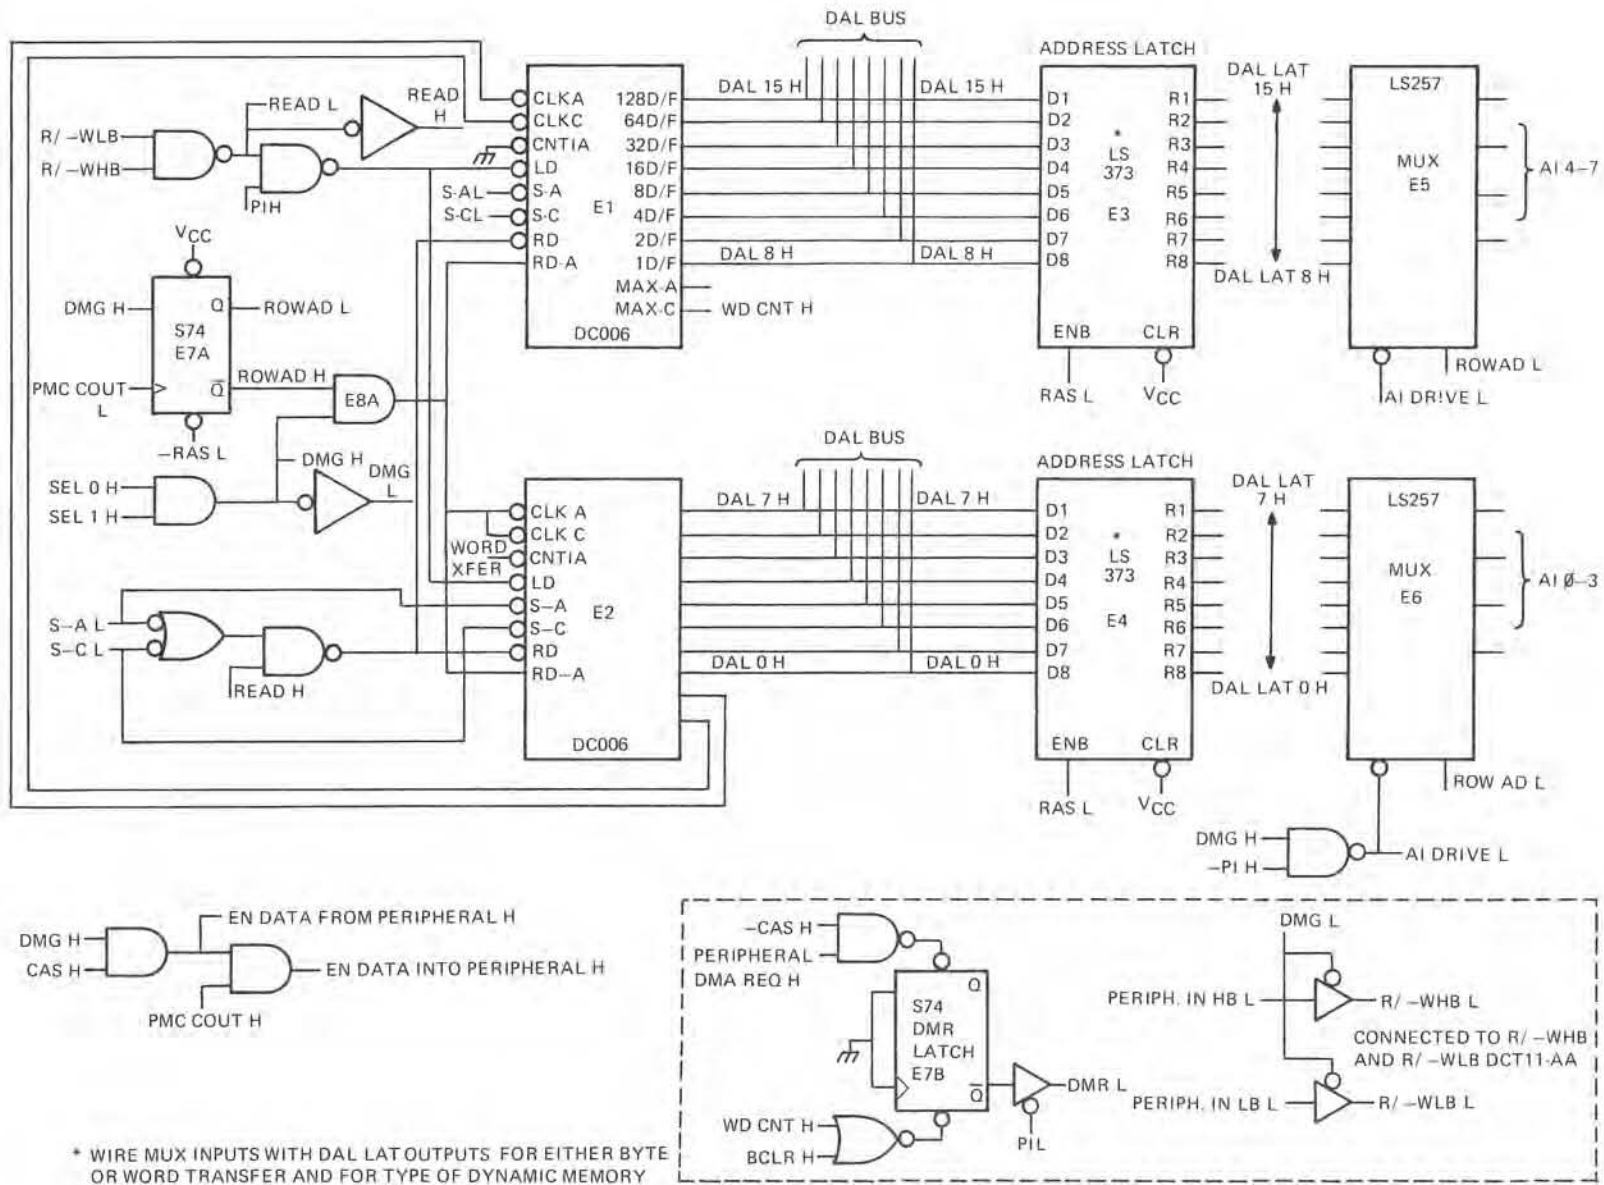 DAL BUS
ADDRESS LATCH
DAL LAT
15 H
LS257
READ L
READ
H
R/ -WLB
R/ -WHB
PIH
CLKA
CLKC
CNTIA
LD
S-A
S-C
RD
RD-A
S-AL
S-CL
E1
128D/F
64D/F
32D/F
16D/F
8D/F
4D/F
2D/F
1D/F
MAX-A
MAX-C
WD CNT H
DC006
DAL 15 H
DAL 15 H
DAL 8 H
DAL 8 H
D1
D2
D3
D4
D5
D6
D7
D8
*
LS
373
E3
R1
R2
R3
R4
R5
R6
R7
R8
ENB
CLR
RAS L
VCC
DAL LAT 8 H
MUX
E5
AI 4-7
ROWAD L
AI DRIVE L
VCC
DMG H
Q
ROWAD L
S74
E7A
PMC COUT
L
Q
ROWAD H
E8A
-RAS L
SEL 0 H
SEL 1 H
DMG H
DMG
L
DAL BUS
ADDRESS LATCH
DAL LAT
7 H
LS257
CLK A
CLK C
WORD
XFER
CNTIA
LD
S-A
S-C
RD
RD-A
E2
DC006
DAL 7 H
DAL 7 H
DAL 0 H
DAL 0 H
S-A L
S-C L
READ H
D1
D2
D3
D4
D5
D6
D7
D8
*
LS
373
E4
R1
R2
R3
R4
R5
R6
R7
R8
ENB
CLR
RAS L
VCC
DAL LAT 0 H
MUX
E6
AI Ø-3
ROW AD L
DMG H
-PI H
AI DRIVE L
EN DATA FROM PERIPHERAL H
DMG H
CAS H
EN DATA INTO PERIPHERAL H
PMC COUT H
-CAS H
PERIPHERAL
DMA REQ H
Q
S74
DMR
LATCH
E7B
Q
DMR L
PIL
WD CNT H
BCLR H
DMG L
PERIPH. IN HB L
R/ -WHB L
CONNECTED TO R/ -WHB
AND R/ -WLB DCT11-AA
PERIPH. IN LB L
R/ -WLB L
* WIRE MUX INPUTS WITH DAL LAT OUTPUTS FOR EITHER BYTE
OR WORD TRANSFER AND FOR TYPE OF DYNAMIC MEMORY